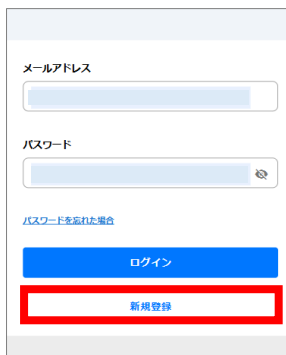 メールアドレス
パスワード
パスワードを忘れた場合
ログイン
新規登録